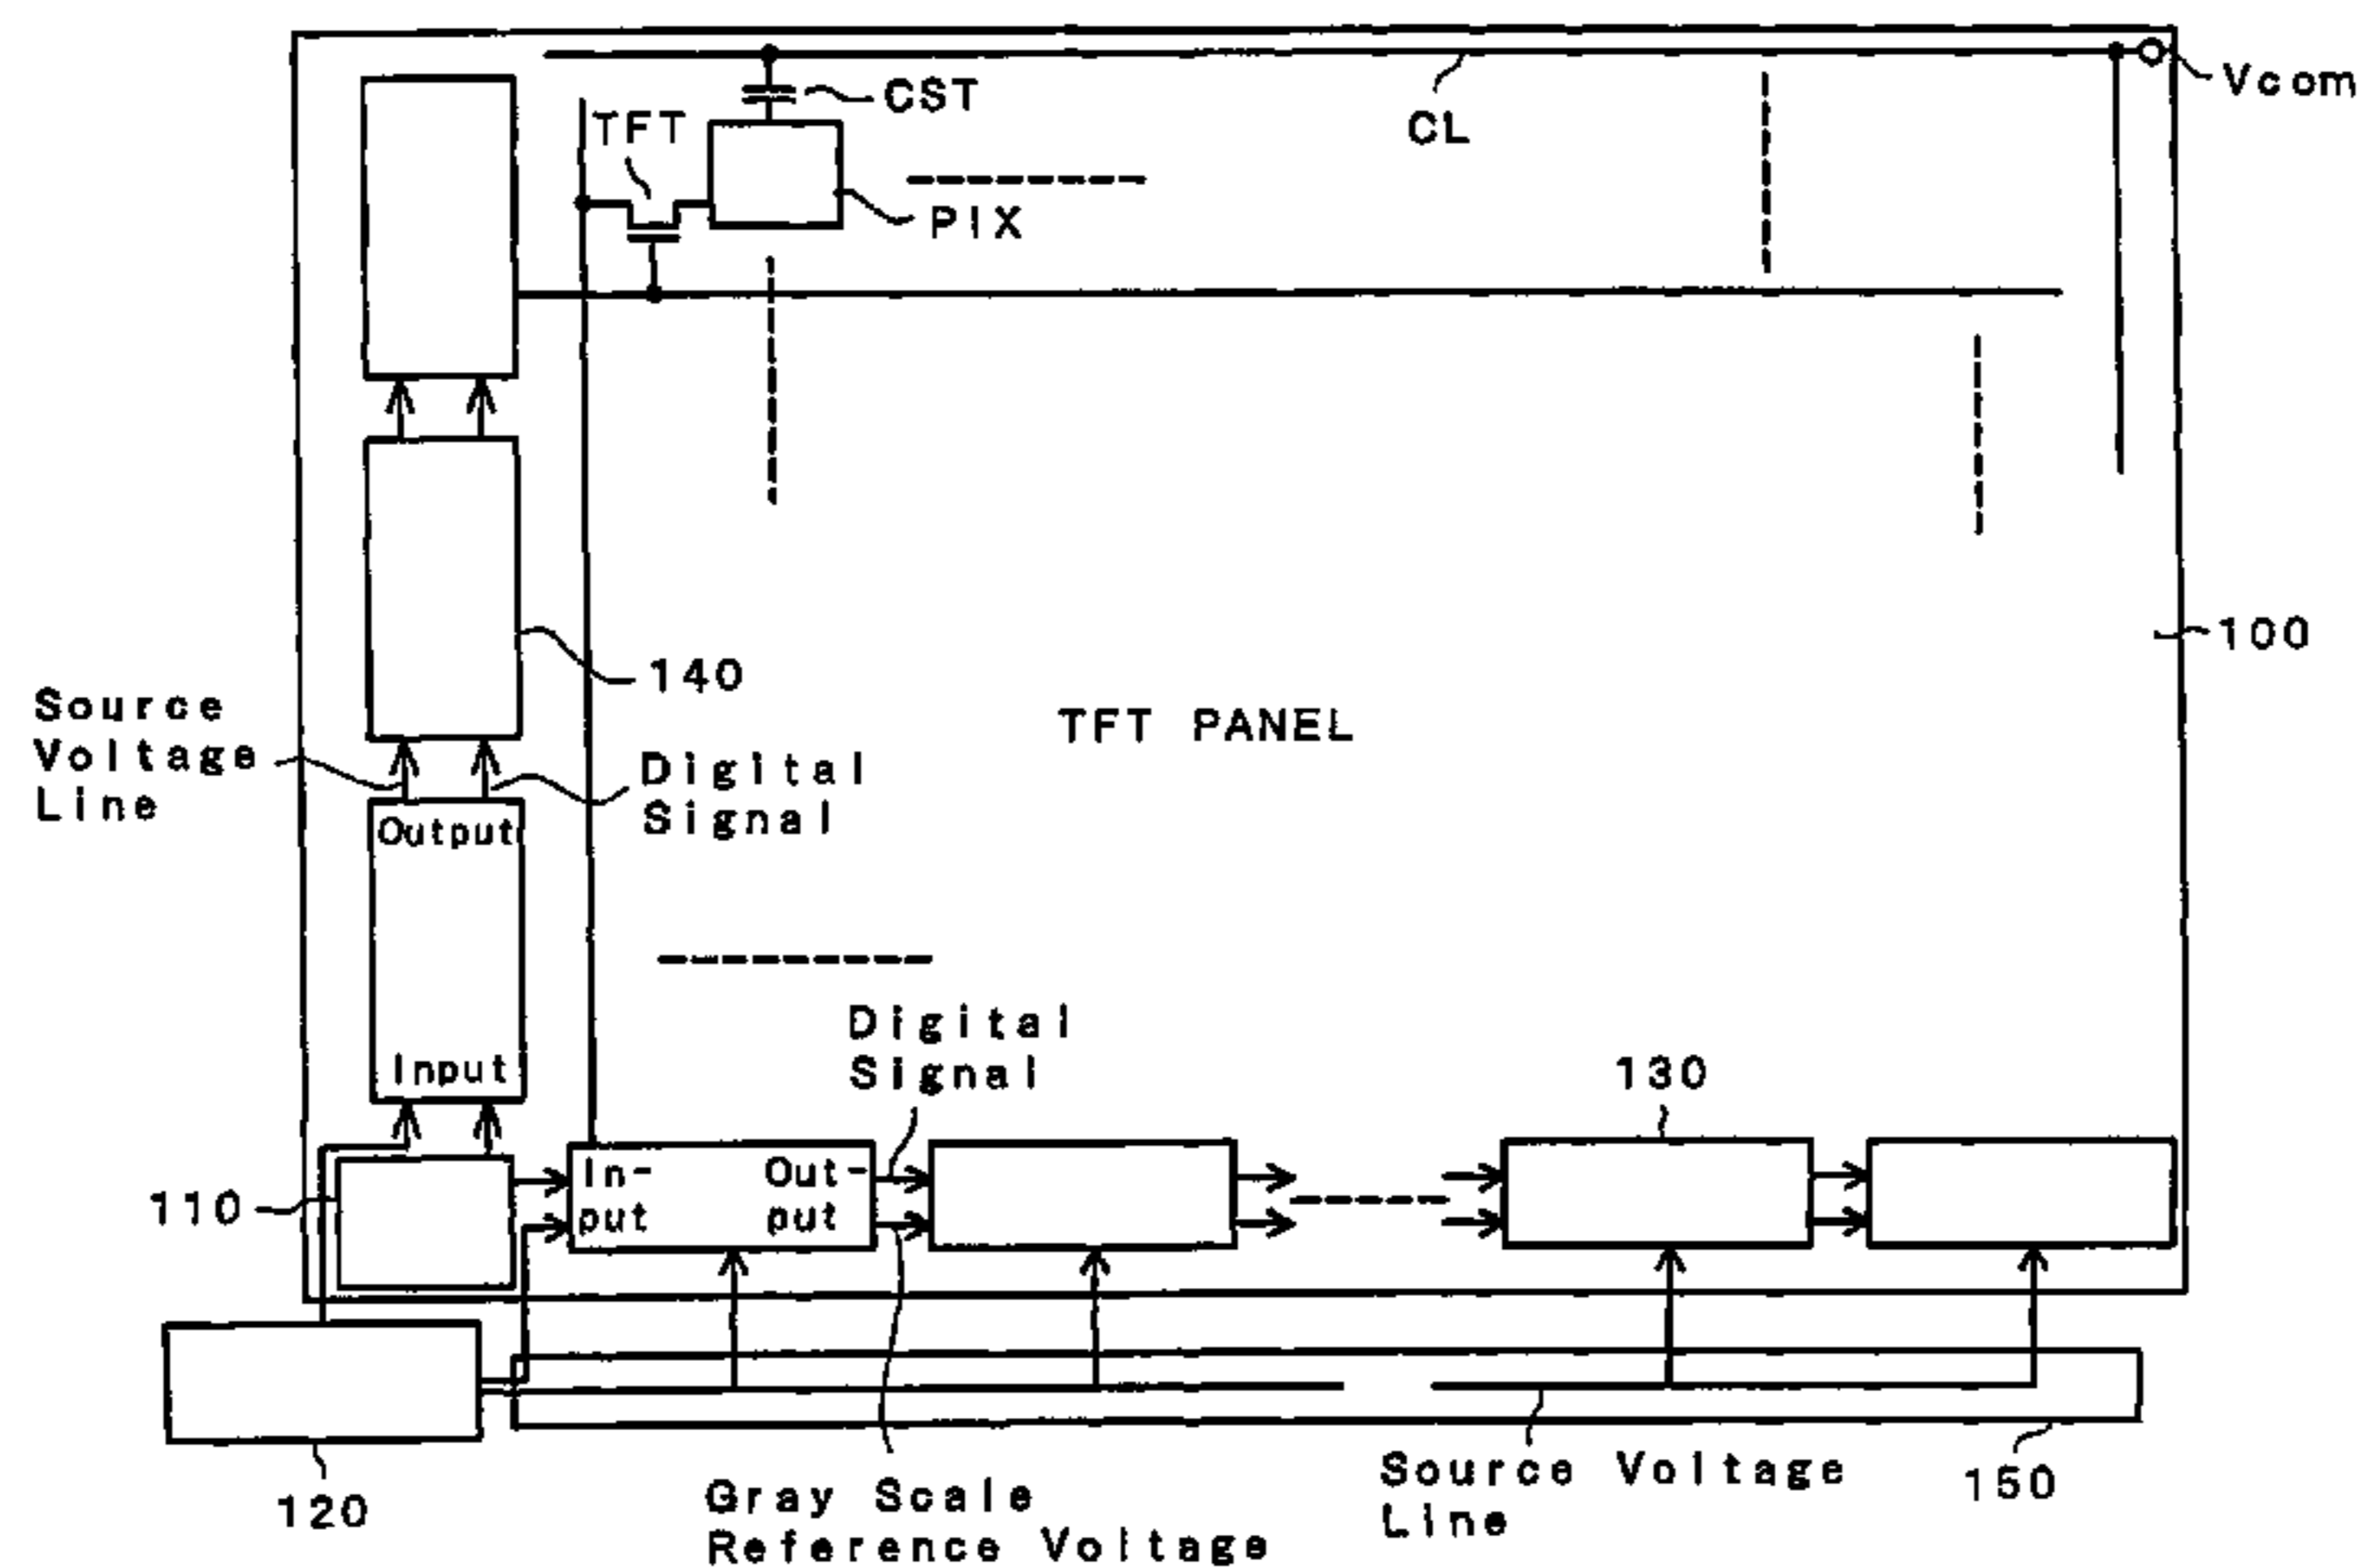 Vcom
CST
TFT
CL
PIX
100
140
Source
Voltage
Line
TFT PANEL
Digital
Signal
Output
Digital
Signal
Input
130
In-
put
Out-
put
110
Source Voltage
Line
150
Gray Scale
Reference Voltage
120